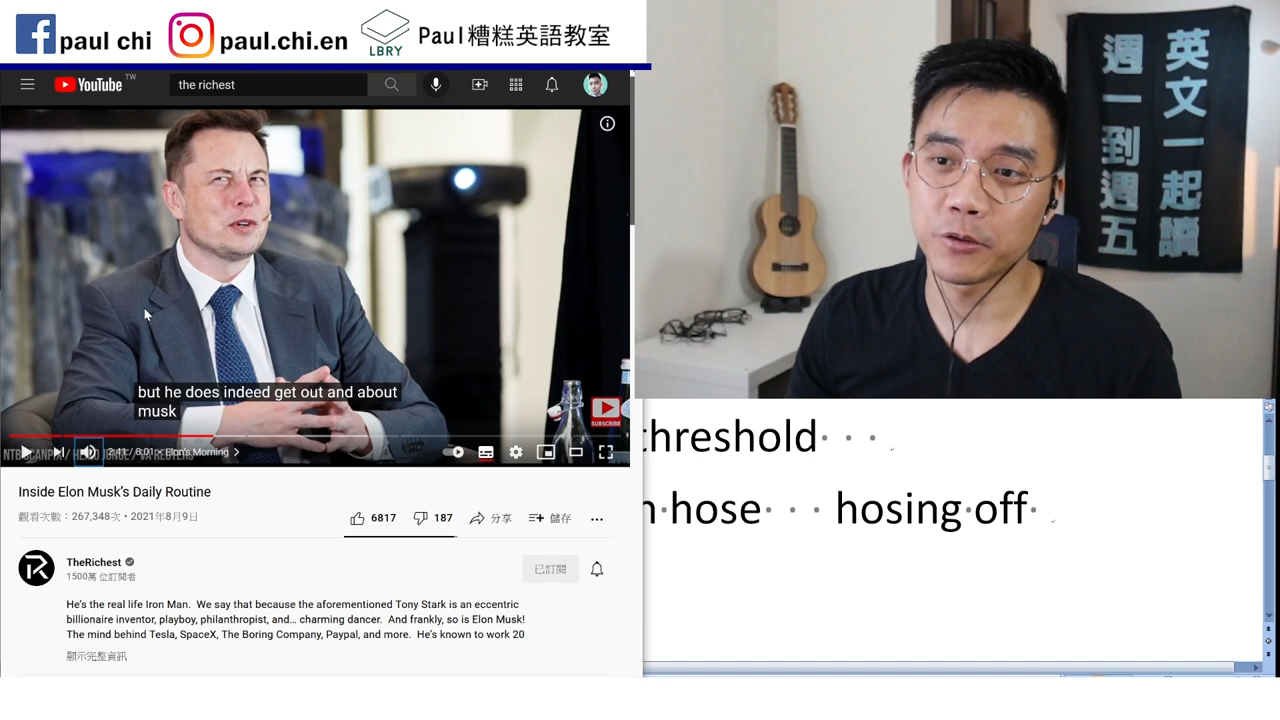 paul chi
paul.chi.en
LBRY
Paul糟糕英語教室
YouTube TW
the richest
but he does indeed get out and about
musk
SUBSCRIBE
2:41 / 8:01 • Elon's Morning
Inside Elon Musk's Daily Routine
觀看次數：267,348次 • 2021年8月9日
6817
187
分享
儲存
TheRichest
1500萬 位訂閱者
已訂閱
He's the real life Iron Man. We say that because the aforementioned Tony Stark is an eccentric
billionaire inventor, playboy, philanthropist, and… charming dancer. And frankly, so is Elon Musk!
The mind behind Tesla, SpaceX, The Boring Company, Paypal, and more. He's known to work 20
顯示完整資訊
英文一起讀
週一到週五
threshold
hose hosing off